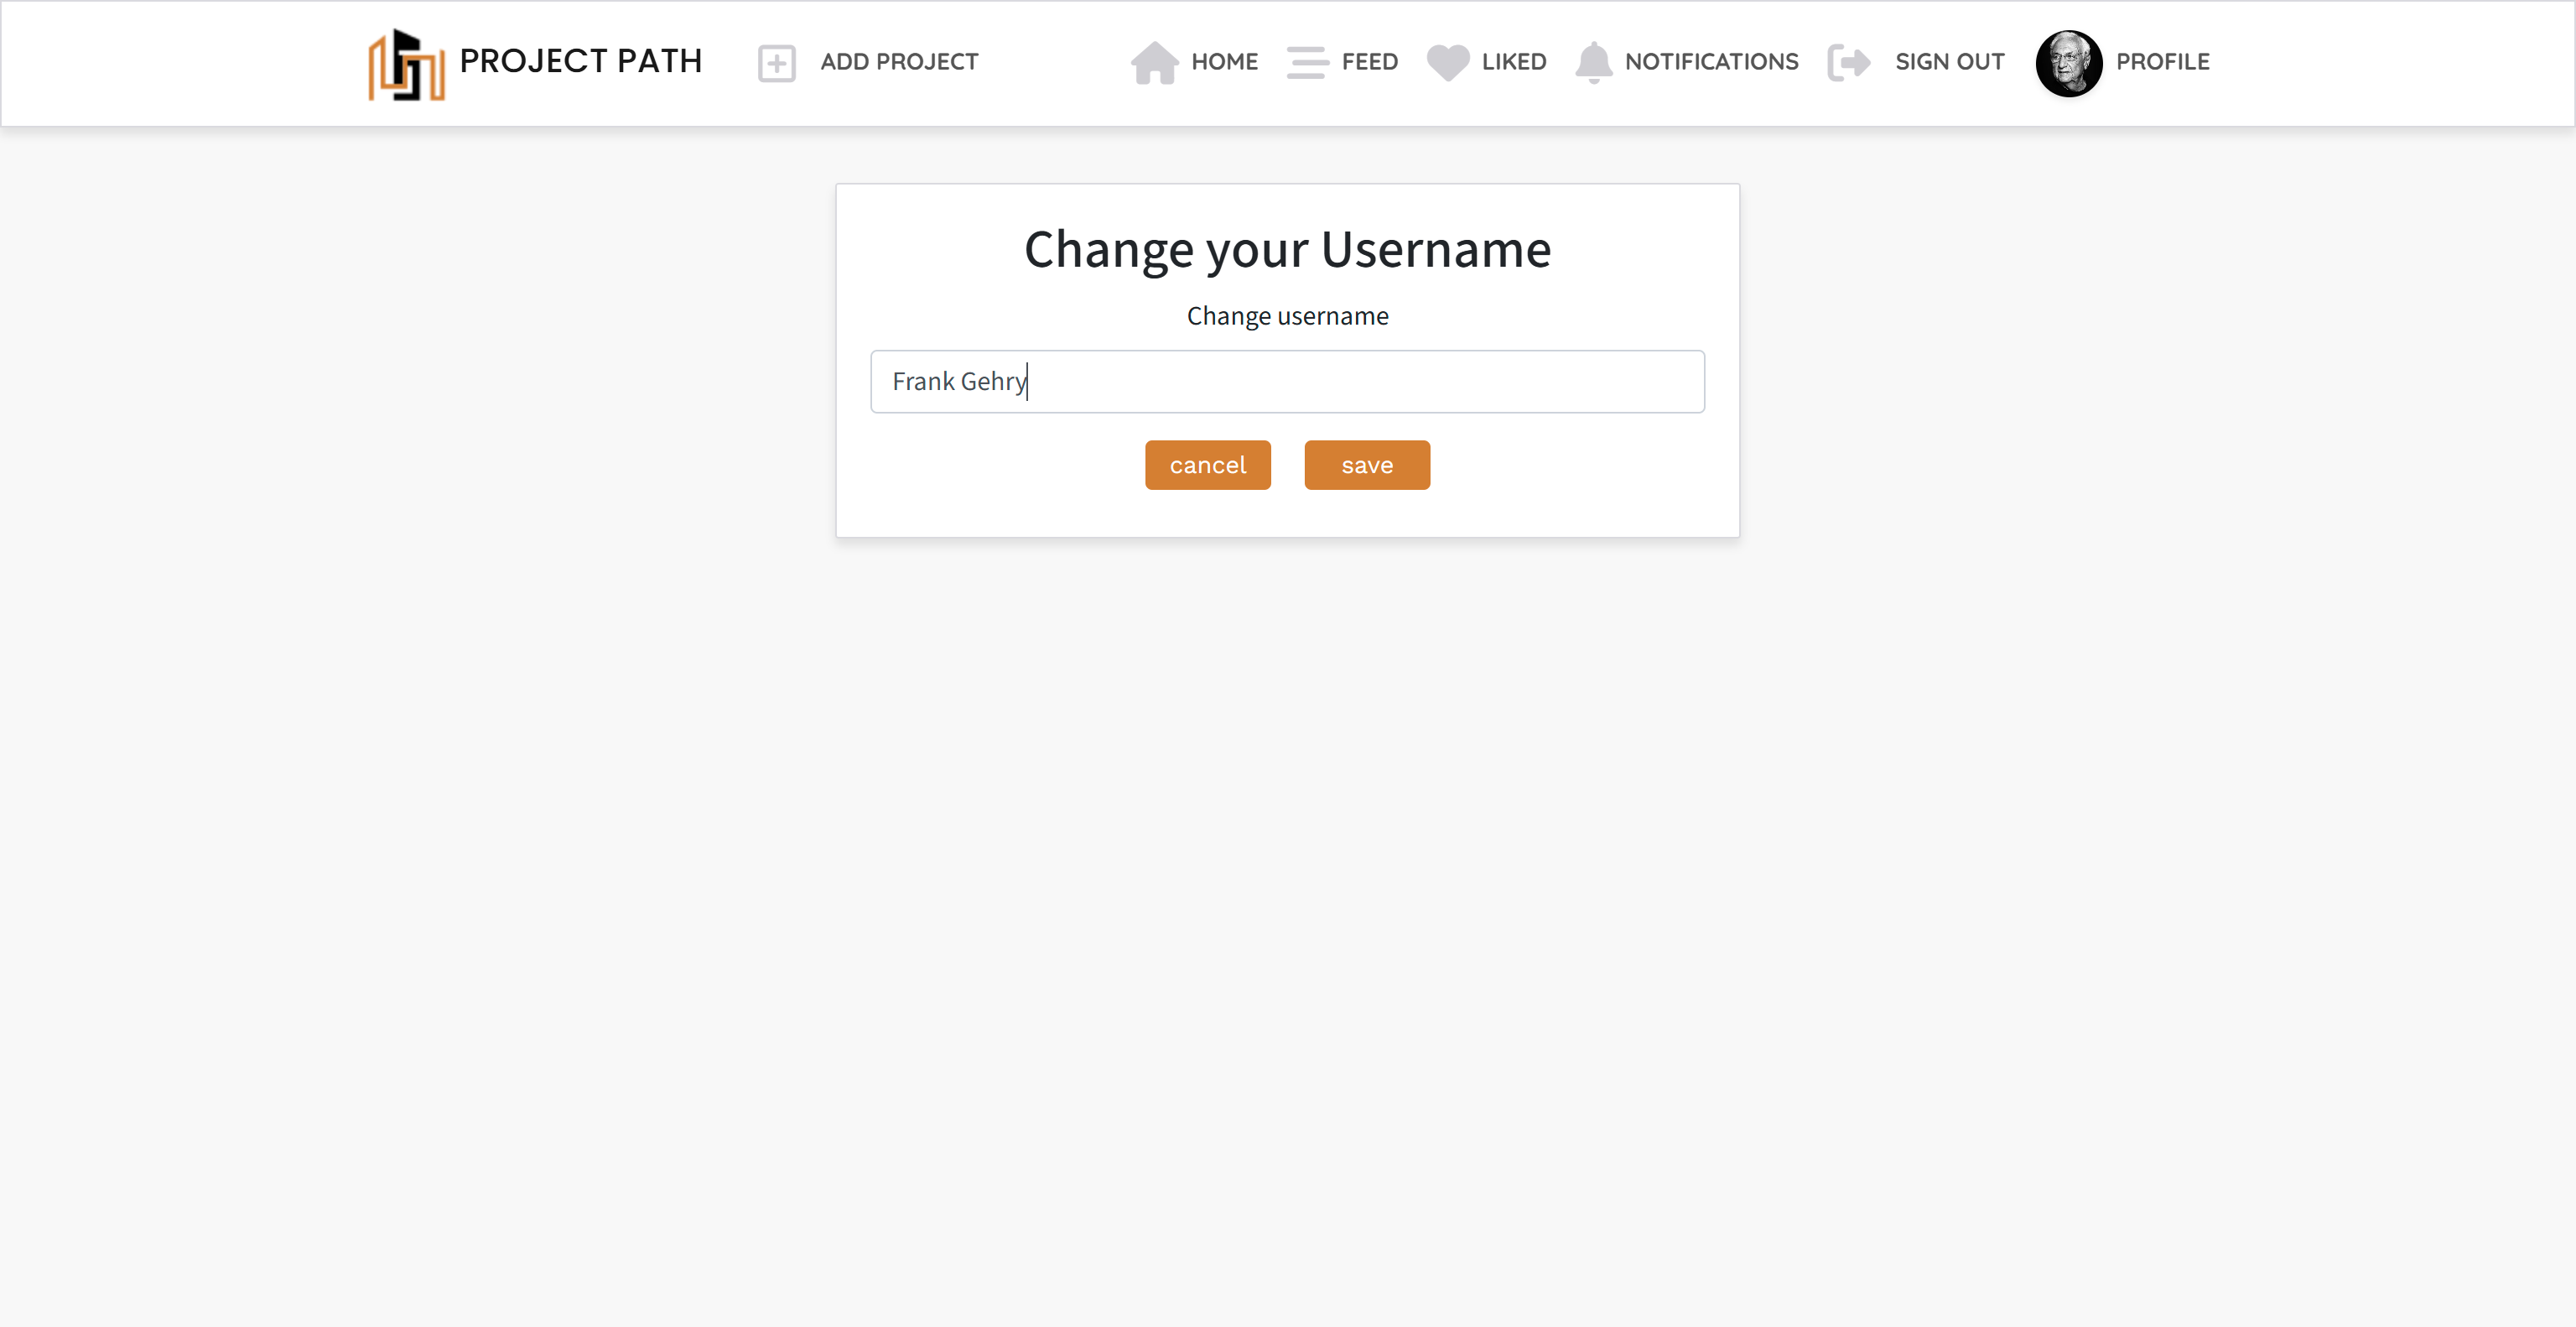 PROJECT PATH ADD PROJECT HOME FEED LIKED NOTIFICATIONS SIGN OUT PROFILE
Change your Username
Change username
Frank Gehry
cancel save